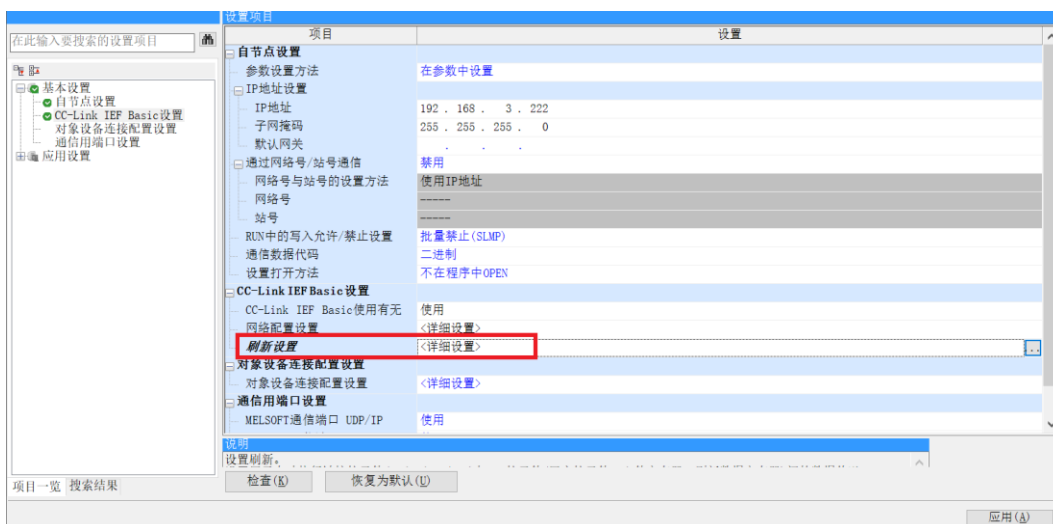 设置项目
在此输入要搜索的设置项目
基本设置
自节点设置
CC-Link IEF Basic设置
对象设备连接配置设置
通信用端口设置
应用设置
项目一览 搜索结果
项目 设置
自节点设置
参数设置方法 在参数中设置
IP地址设置
IP地址 192 . 168 . 3 . 222
子网掩码 255 . 255 . 255 . 0
默认网关 . . .
通过网络号/站号通信 禁用
网络号与站号的设置方法 使用IP地址
网络号 -----
站号 -----
RUN中的写入允许/禁止设置 批量禁止(SLMP)
通信数据代码 二进制
设置打开方法 不在程序中OPEN
CC-Link IEF Basic设置
CC-Link IEF Basic使用有无 使用
网络配置设置 <详细设置>
刷新设置 <详细设置>
对象设备连接配置设置
对象设备连接配置设置 <详细设置>
通信用端口设置
MELSOFT通信端口 UDP/IP 使用
说明
设置刷新。
检查(K) 恢复为默认(U)
应用(A)